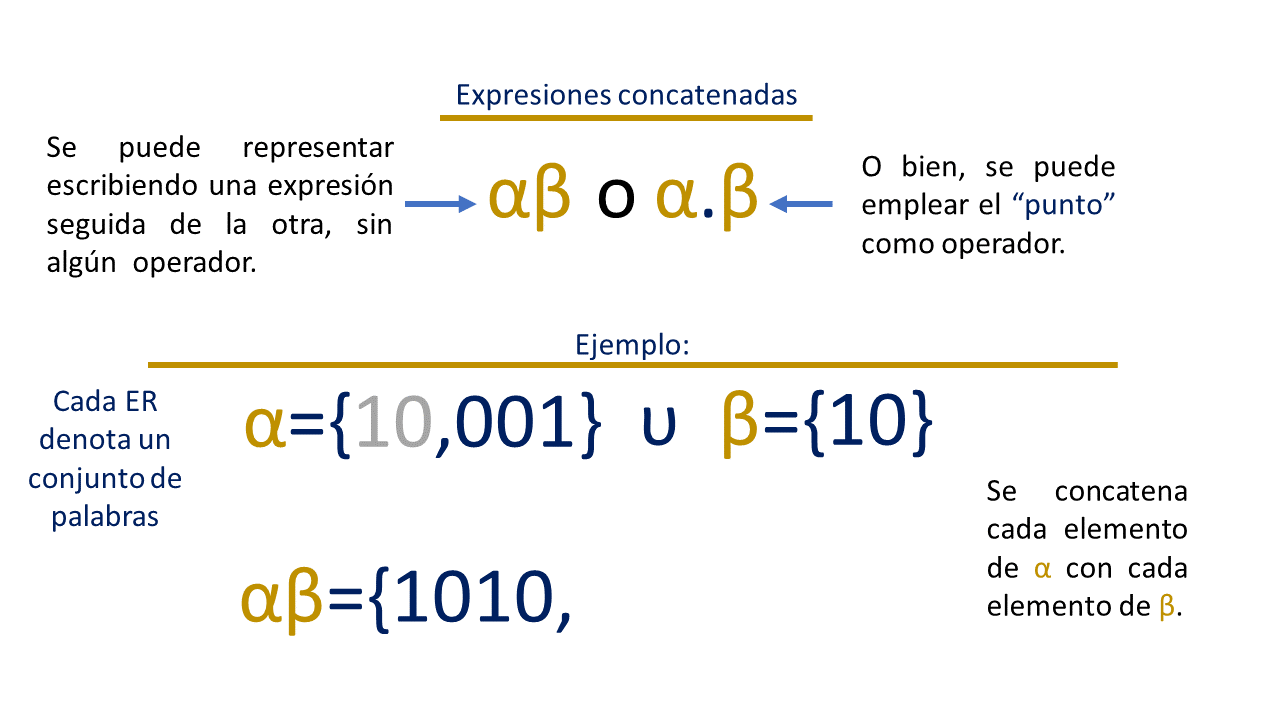 Expresiones concatenadas
Se puede representar
escribiendo una expresión
seguida de la otra, sin
algún operador.
αβ o α.β
O bien, se puede
emplear el “punto”
como operador.
Ejemplo:
Cada ER
denota un
conjunto de
palabras
α={10,001} υ β={10}
Se concatena
cada elemento
de α con cada
elemento de β.
αβ={1010,